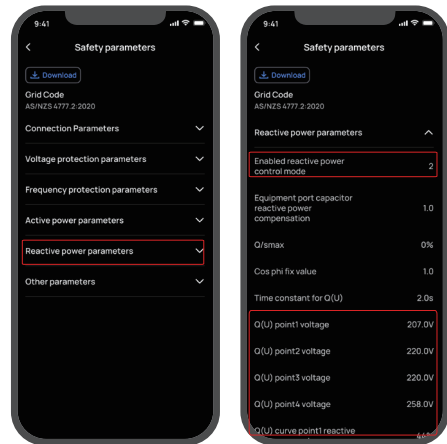 9:41
Safety parameters
Download
Grid Code
AS/NZS 4777.2:2020
Connection Parameters
Voltage protection parameters
Frequency protection parameters
Active power parameters
Reactive power parameters
Other parameters
9:41
Safety parameters
Download
Grid Code
AS/NZS 4777.2:2020
Reactive power parameters
Enabled reactive power
control mode 2
Equipment port capacitor
reactive power
compensation 1.0
Q/smax 0%
Cos phi fix value 1.0
Time constant for Q(U) 2.0s
Q(U) point1 voltage 207.0V
Q(U) point2 voltage 220.0V
Q(U) point3 voltage 220.0V
Q(U) point4 voltage 258.0V
Q(U) curve point1 reactive